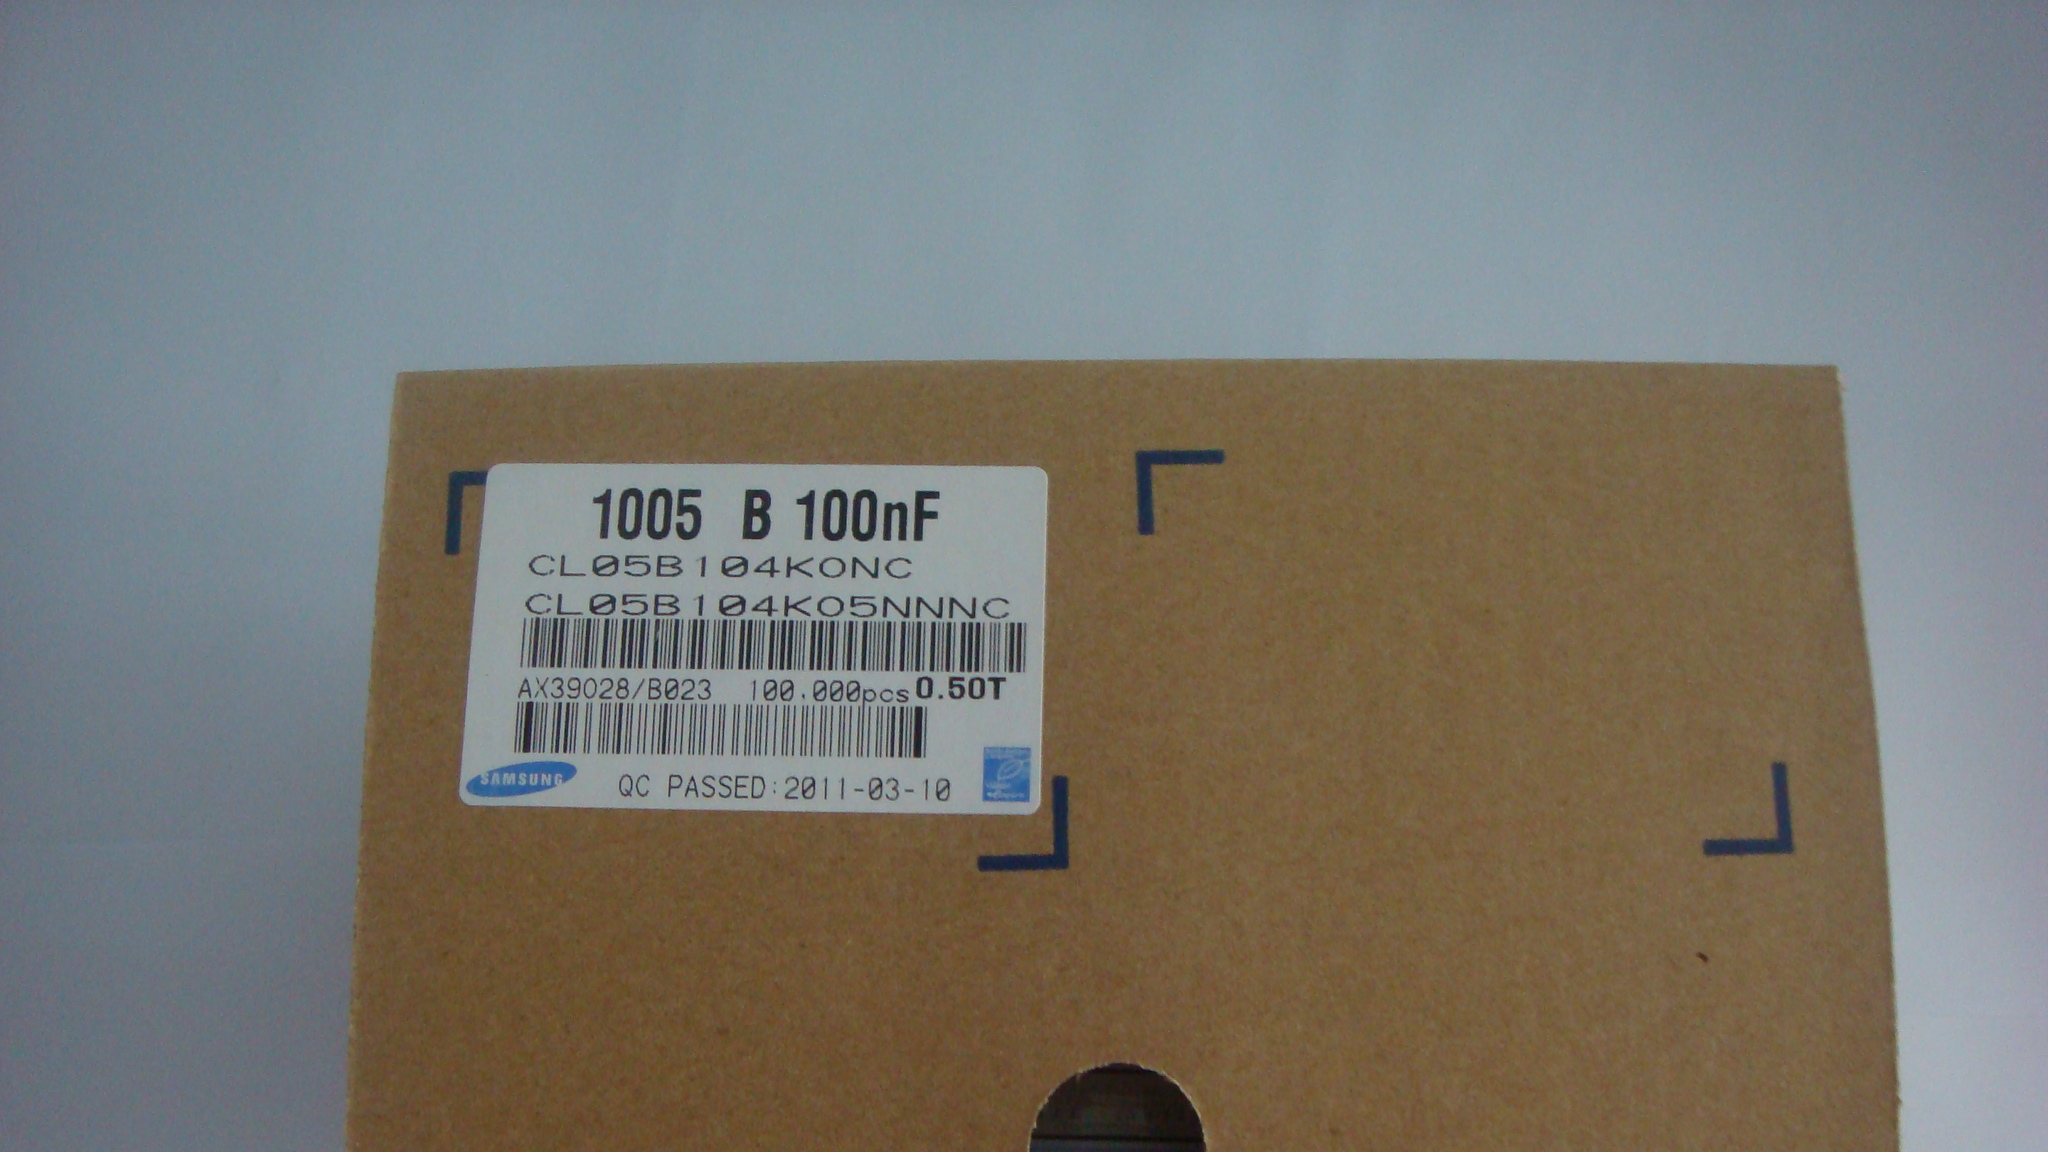 1005 B 100nF
CL05B104KONC
CL05B104KO5NNNC
AX39028/B023 100,000pcs 0.50T
SAMSUNG QC PASSED:2011-03-10